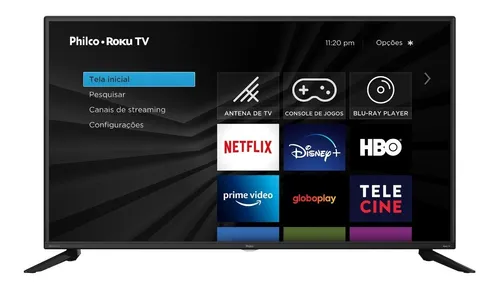 Philco • Roku TV
11:20 pm
Opções ✱
Tela inicial
Pesquisar
Canais de streaming
Configurações
ANTENA DE TV
CONSOLE DE JOGOS
BLU-RAY PLAYER
NETFLIX
Disney+
HBO
prime video
globoplay
TELE
CINE